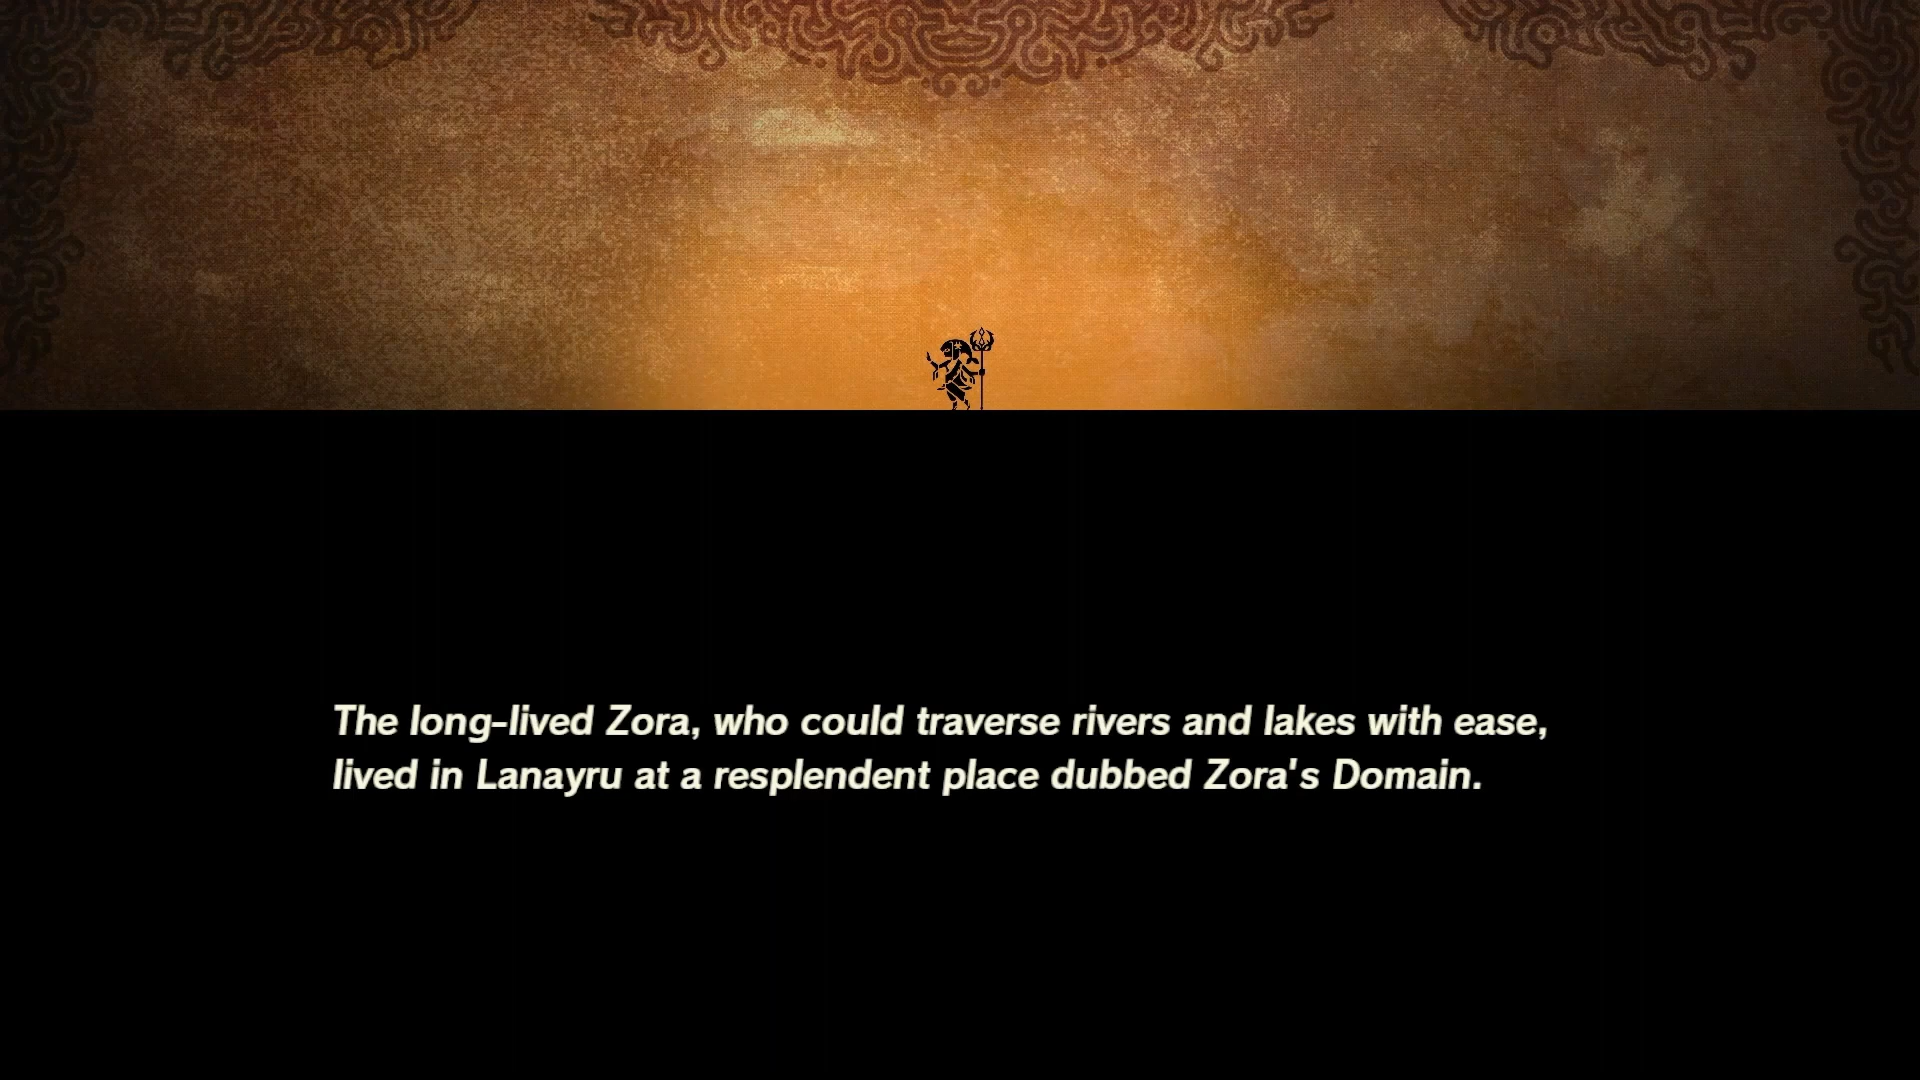 The long-lived Zora, who could traverse rivers and lakes with ease,
lived in Lanayru at a resplendent place dubbed Zora's Domain.